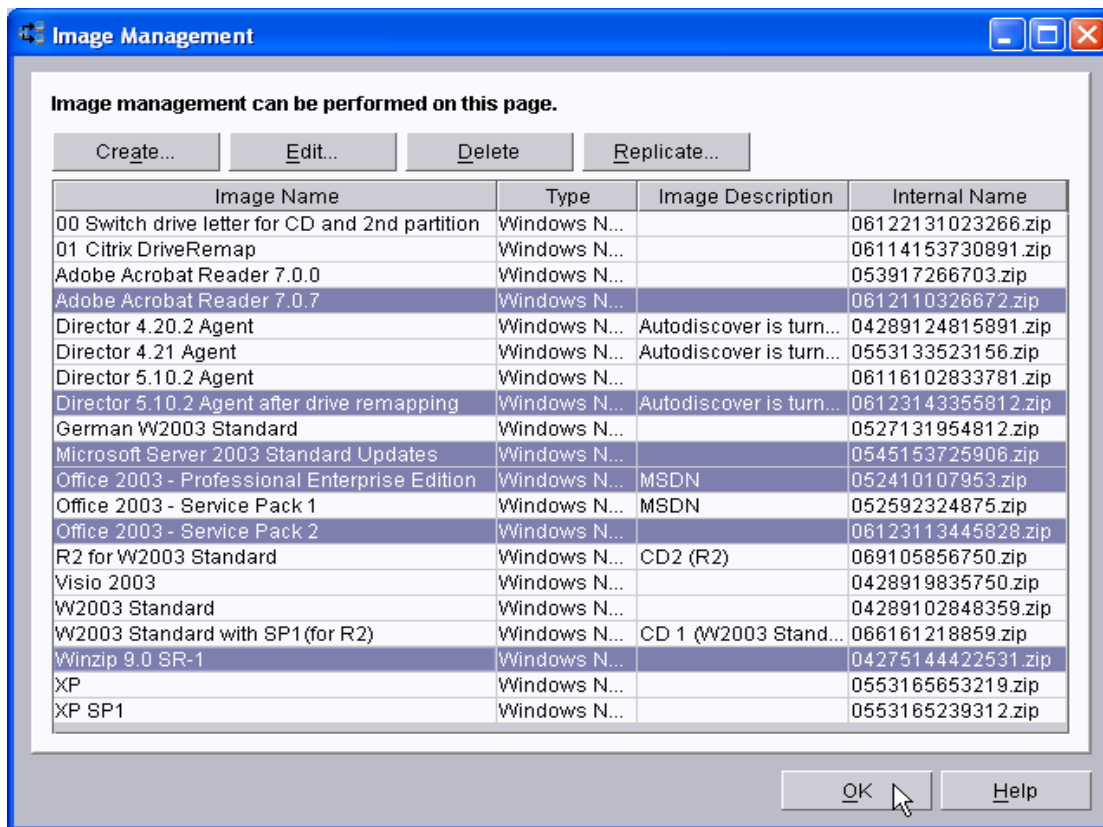 Image Management
Image management can be performed on this page.
Create... Edit... Delete Replicate...
Image Name Type Image Description Internal Name
00 Switch drive letter for CD and 2nd partition Windows N... 06122131023266.zip
01 Citrix DriveRemap Windows N... 06114153730891.zip
Adobe Acrobat Reader 7.0.0 Windows N... 053917266703.zip
Adobe Acrobat Reader 7.0.7 Windows N... 0612110326672.zip
Director 4.20.2 Agent Windows N... Autodiscover is turn... 04289124815891.zip
Director 4.21 Agent Windows N... Autodiscover is turn... 0553133523156.zip
Director 5.10.2 Agent Windows N... 06116102833781.zip
Director 5.10.2 Agent after drive remapping Windows N... Autodiscover is turn... 06123143355812.zip
German W2003 Standard Windows N... 0527131954812.zip
Microsoft Server 2003 Standard Updates Windows N... 0545153725906.zip
Office 2003 - Professional Enterprise Edition Windows N... MSDN 052410107953.zip
Office 2003 - Service Pack 1 Windows N... MSDN 052592324875.zip
Office 2003 - Service Pack 2 Windows N... 06123113445828.zip
R2 for W2003 Standard Windows N... CD2 (R2) 069105856750.zip
Visio 2003 Windows N... 0428919835750.zip
W2003 Standard Windows N... 04289102848359.zip
W2003 Standard with SP1(for R2) Windows N... CD 1 (W2003 Stand... 066161218859.zip
Winzip 9.0 SR-1 Windows N... 04275144422531.zip
XP Windows N... 0553165653219.zip
XP SP1 Windows N... 0553165239312.zip
OK Help